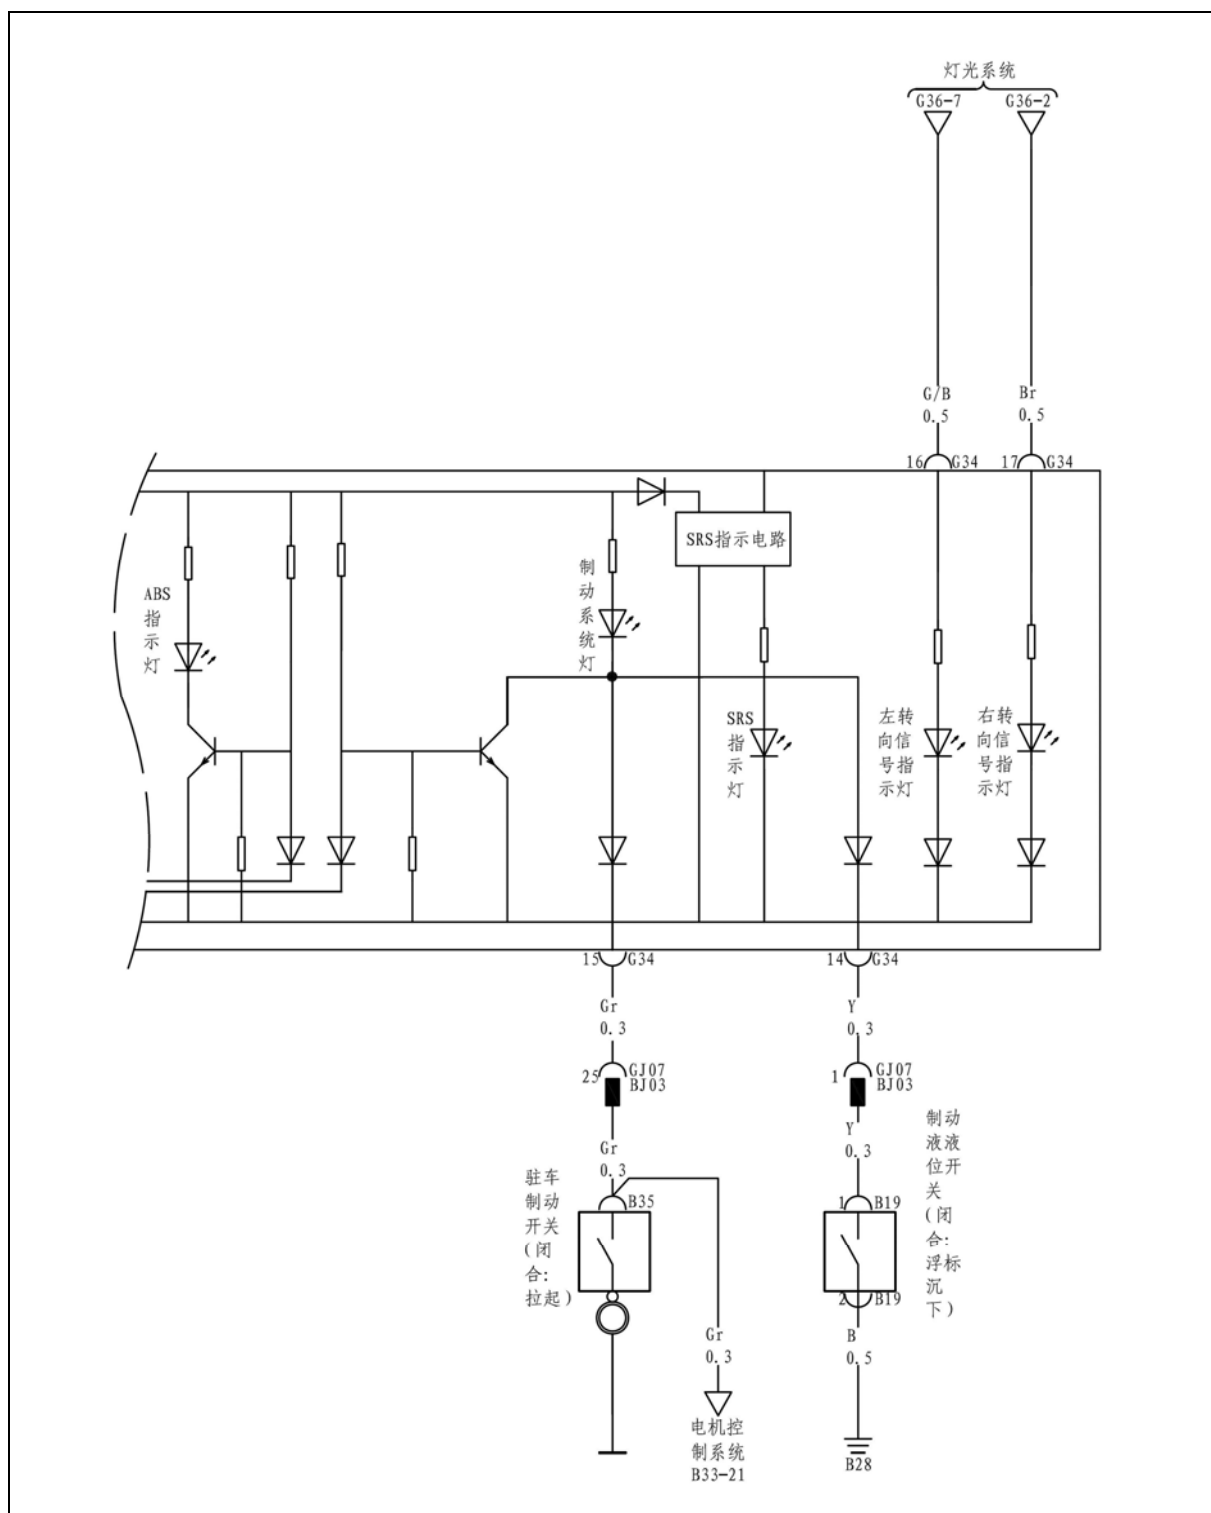 灯光系统
G36-7
G36-2
G/B
0.5
Br
0.5
16
G34
17
G34
SRS指示电路
ABS
指
示
灯
制
动
系
统
灯
SRS
指
示
灯
左转
向信
号指
示灯
右转
向信
号指
示灯
15
G34
14
G34
Gr
0.3
Y
0.3
25
GJ07
BJ03
1
GJ07
BJ03
Gr
0.3
Y
0.3
驻车
制动
开关
(闭
合:
拉起)
B35
1
B19
2
B19
制动
液液
位开
关
(闭
合:
浮标
沉
下)
Gr
0.3
B
0.5
电机控
制系统
B33-21
B28